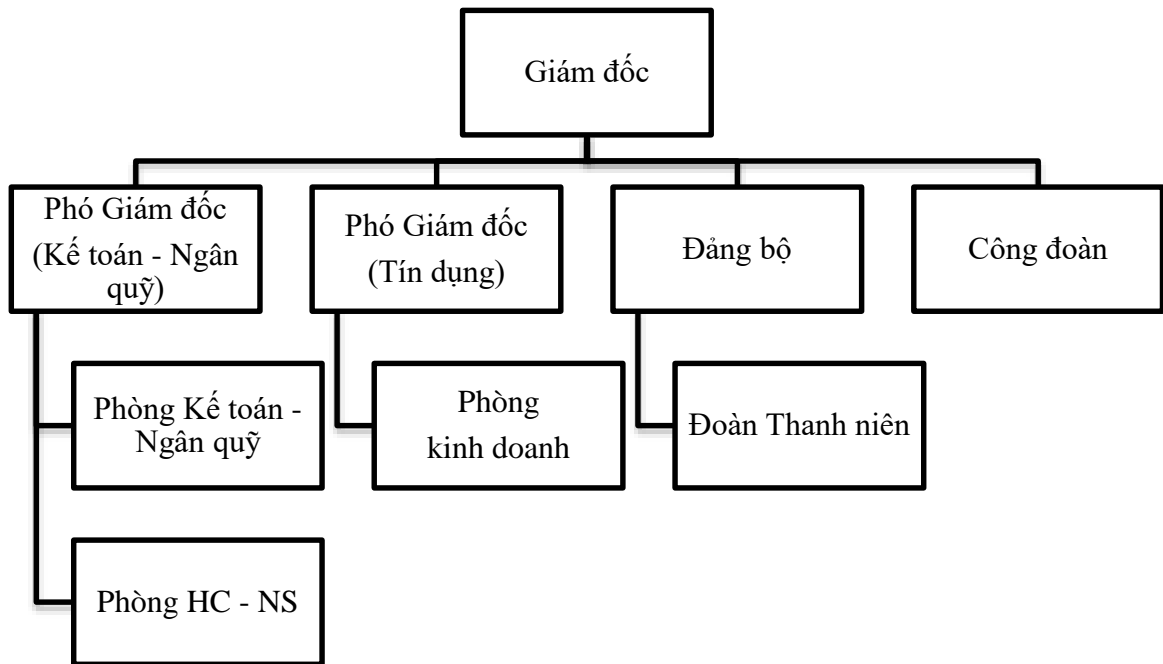 Giám đốc
Phó Giám đốc
(Kế toán - Ngân
quỹ)
Phó Giám đốc
(Tín dụng)
Đảng bộ
Công đoàn
Phòng Kế toán -
Ngân quỹ
Phòng
kinh doanh
Đoàn Thanh niên
Phòng HC - NS